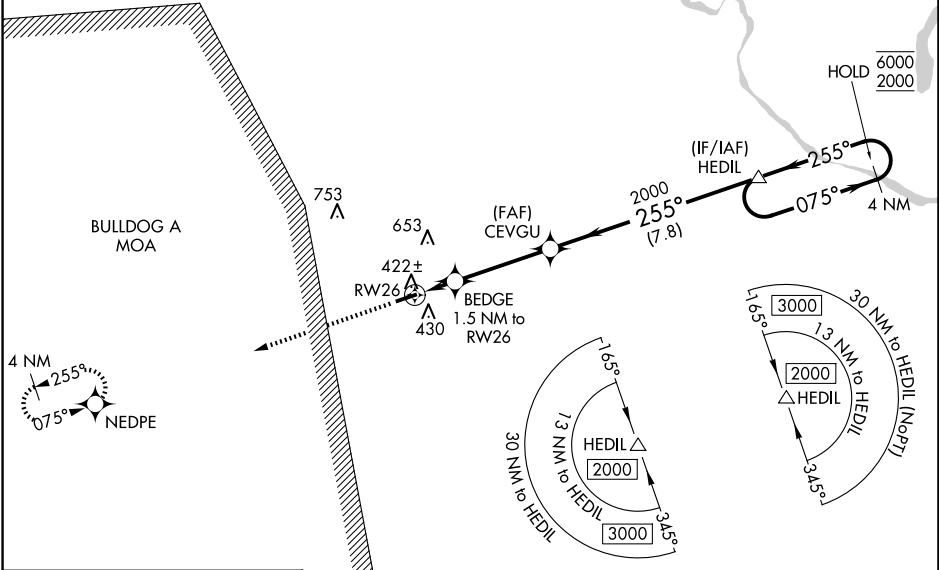 HOLD 6000
2000
(IF/IAF)
HEDIL
255°
075°
4 NM
2000
255°
(7.8)
(FAF)
CEVGU
753
653
BULLDOG A
MOA
422±
RW26
430
BEDGE
1.5 NM to
RW26
4 NM
255°
075°
NEDPE
165°
HEDIL
2000
13 NM to HEDIL
30 NM to HEDIL
3000
345°
165°
3000
30 NM to HEDIL (NoPT)
13 NM to HEDIL
2000
HEDIL
345°